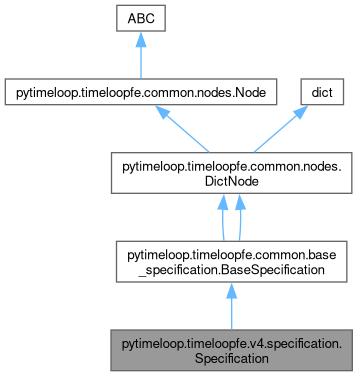 ABC
pytimeloop.timeloopfe.common.nodes.Node
dict
pytimeloop.timeloopfe.common.nodes.
DictNode
pytimeloop.timeloopfe.common.base
_specification.BaseSpecification
pytimeloop.timeloopfe.v4.specification.
Specification